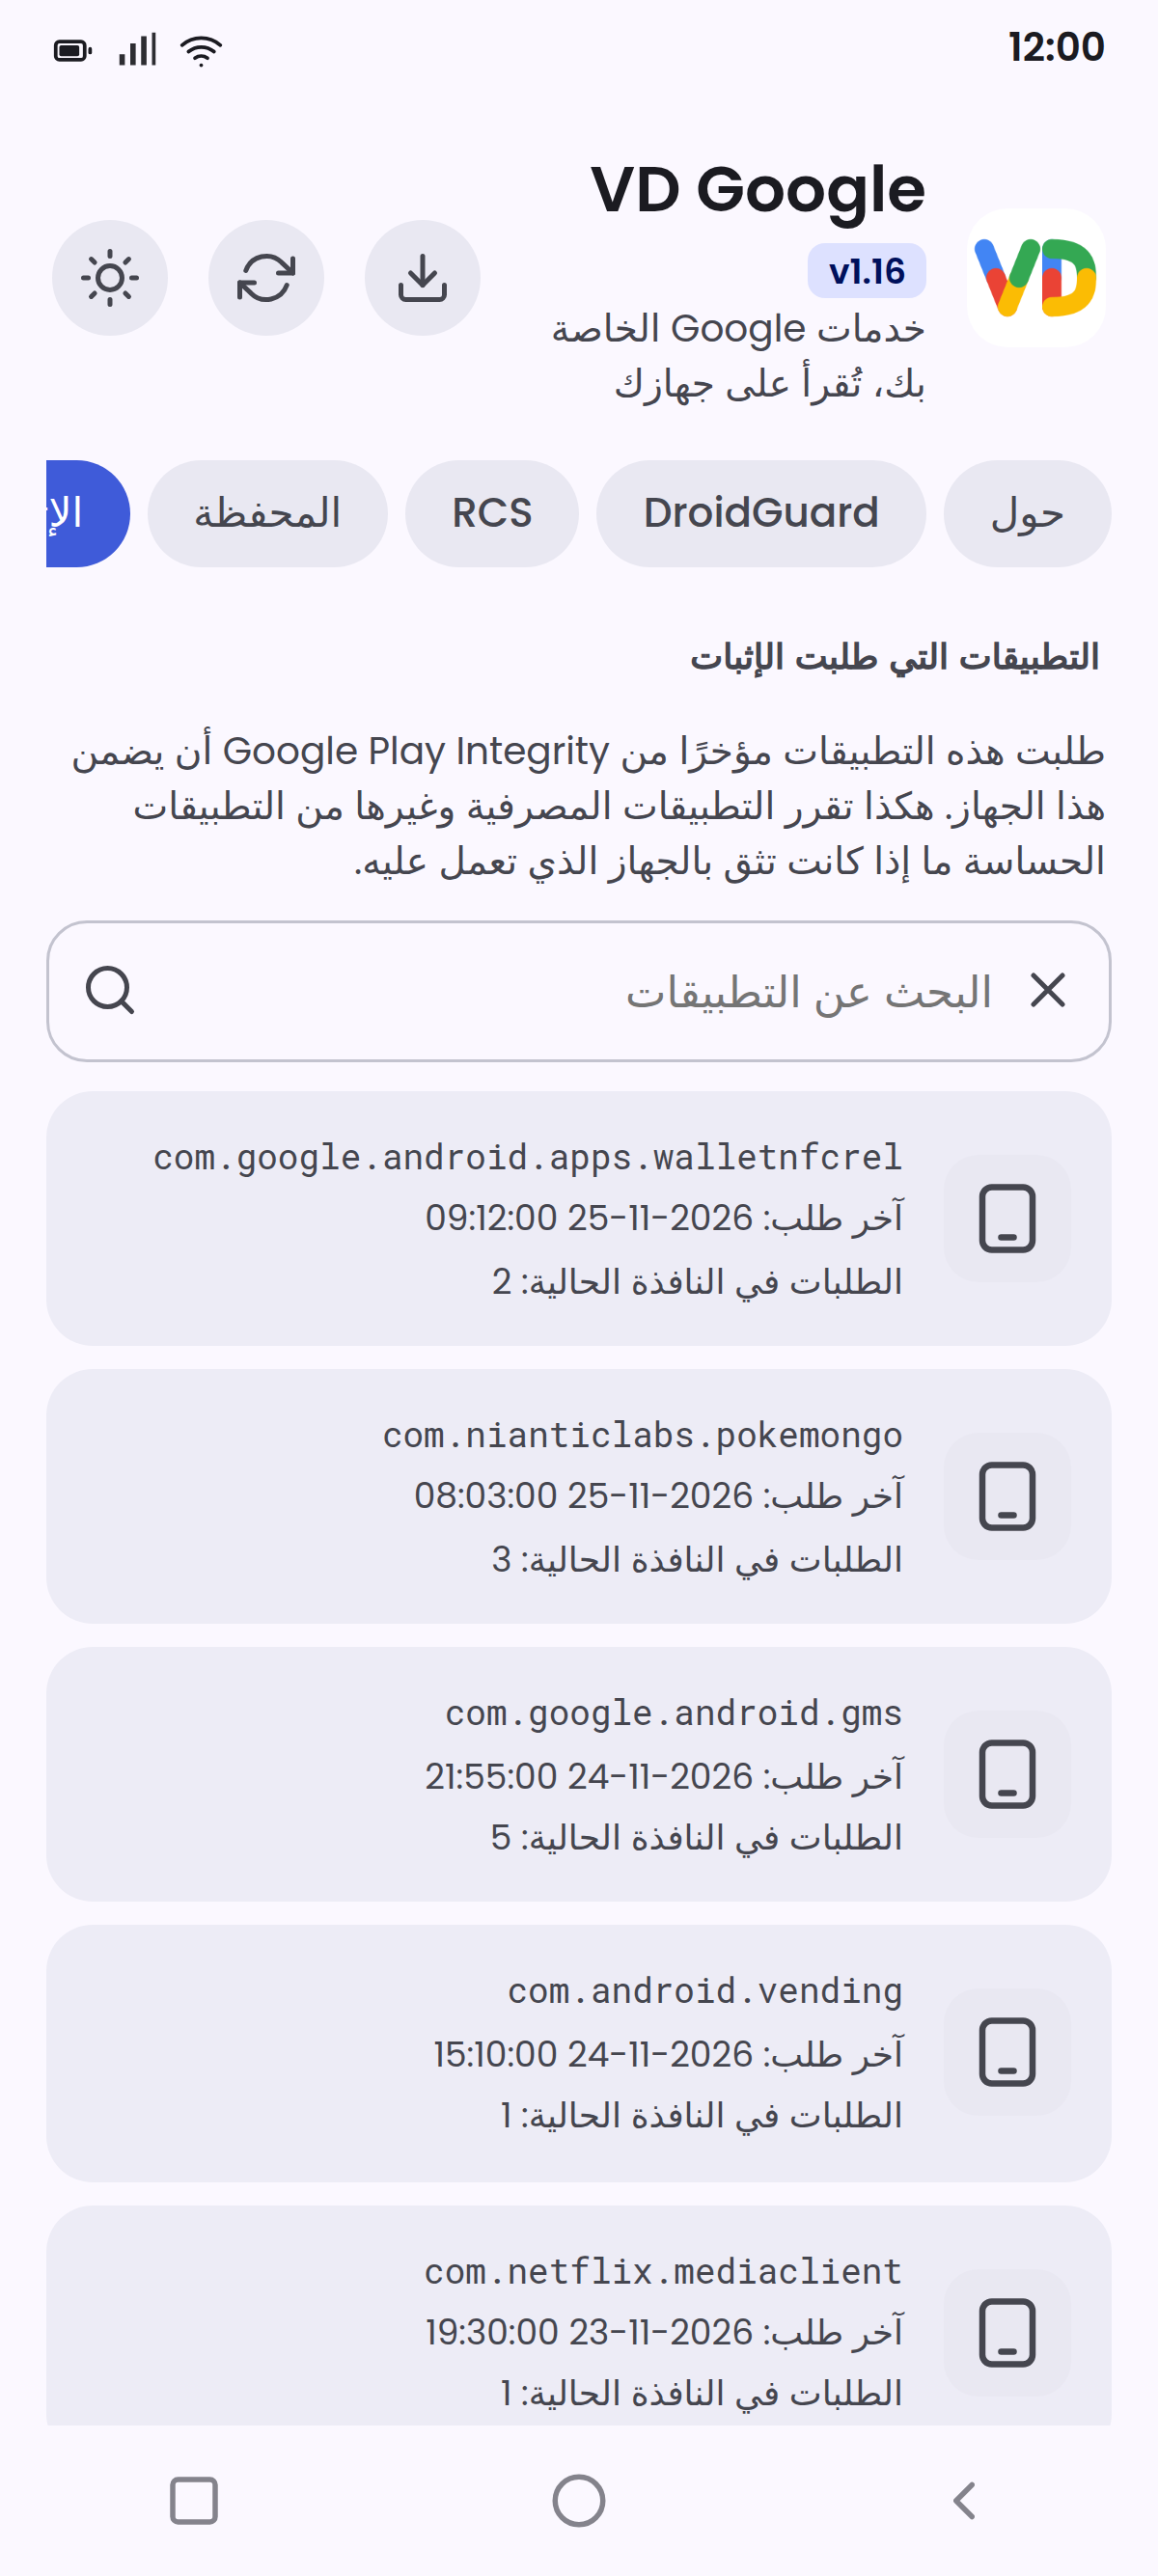 12:00
VD Google
v1.16
خدمات Google الخاصة
بك، تُقرأ على جهازك
حول
DroidGuard
RCS
المحفظة
التطبيقات التي طلبت الإثبات
طلبت هذه التطبيقات مؤخرًا من Google Play Integrity أن يضمن
هذا الجهاز. هكذا تقرر التطبيقات المصرفية وغيرها من التطبيقات
الحساسة ما إذا كانت تثق بالجهاز الذي تعمل عليه.
البحث عن التطبيقات
com.google.android.apps.walletnfcrel
آخر طلب: 2026-11-25 09:12:00
الطلبات في النافذة الحالية: 2
com.nianticlabs.pokemongo
آخر طلب: 2026-11-25 08:03:00
الطلبات في النافذة الحالية: 3
com.google.android.gms
آخر طلب: 2026-11-24 21:55:00
الطلبات في النافذة الحالية: 5
com.android.vending
آخر طلب: 2026-11-24 15:10:00
الطلبات في النافذة الحالية: 1
com.netflix.mediaclient
آخر طلب: 2026-11-23 19:30:00
الطلبات في النافذة الحالية: 1